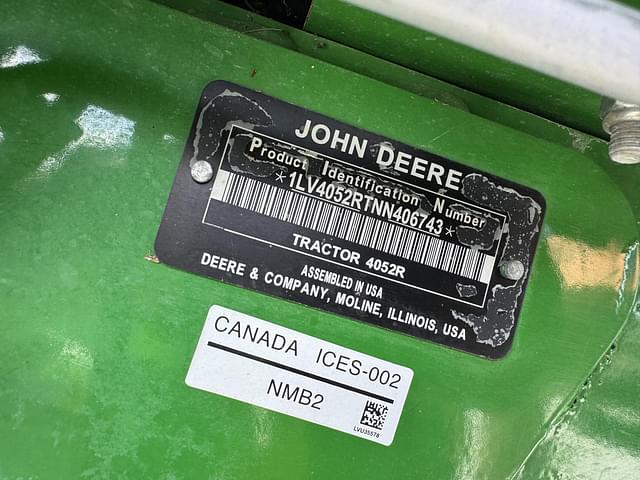 JOHN DEERE
Product Identification Number
*1LV4052RTNN406743*
TRACTOR 4052R
ASSEMBLED IN USA
DEERE & COMPANY, MOLINE, ILLINOIS, USA
CANADA ICES-002
NMB2
LVU35578